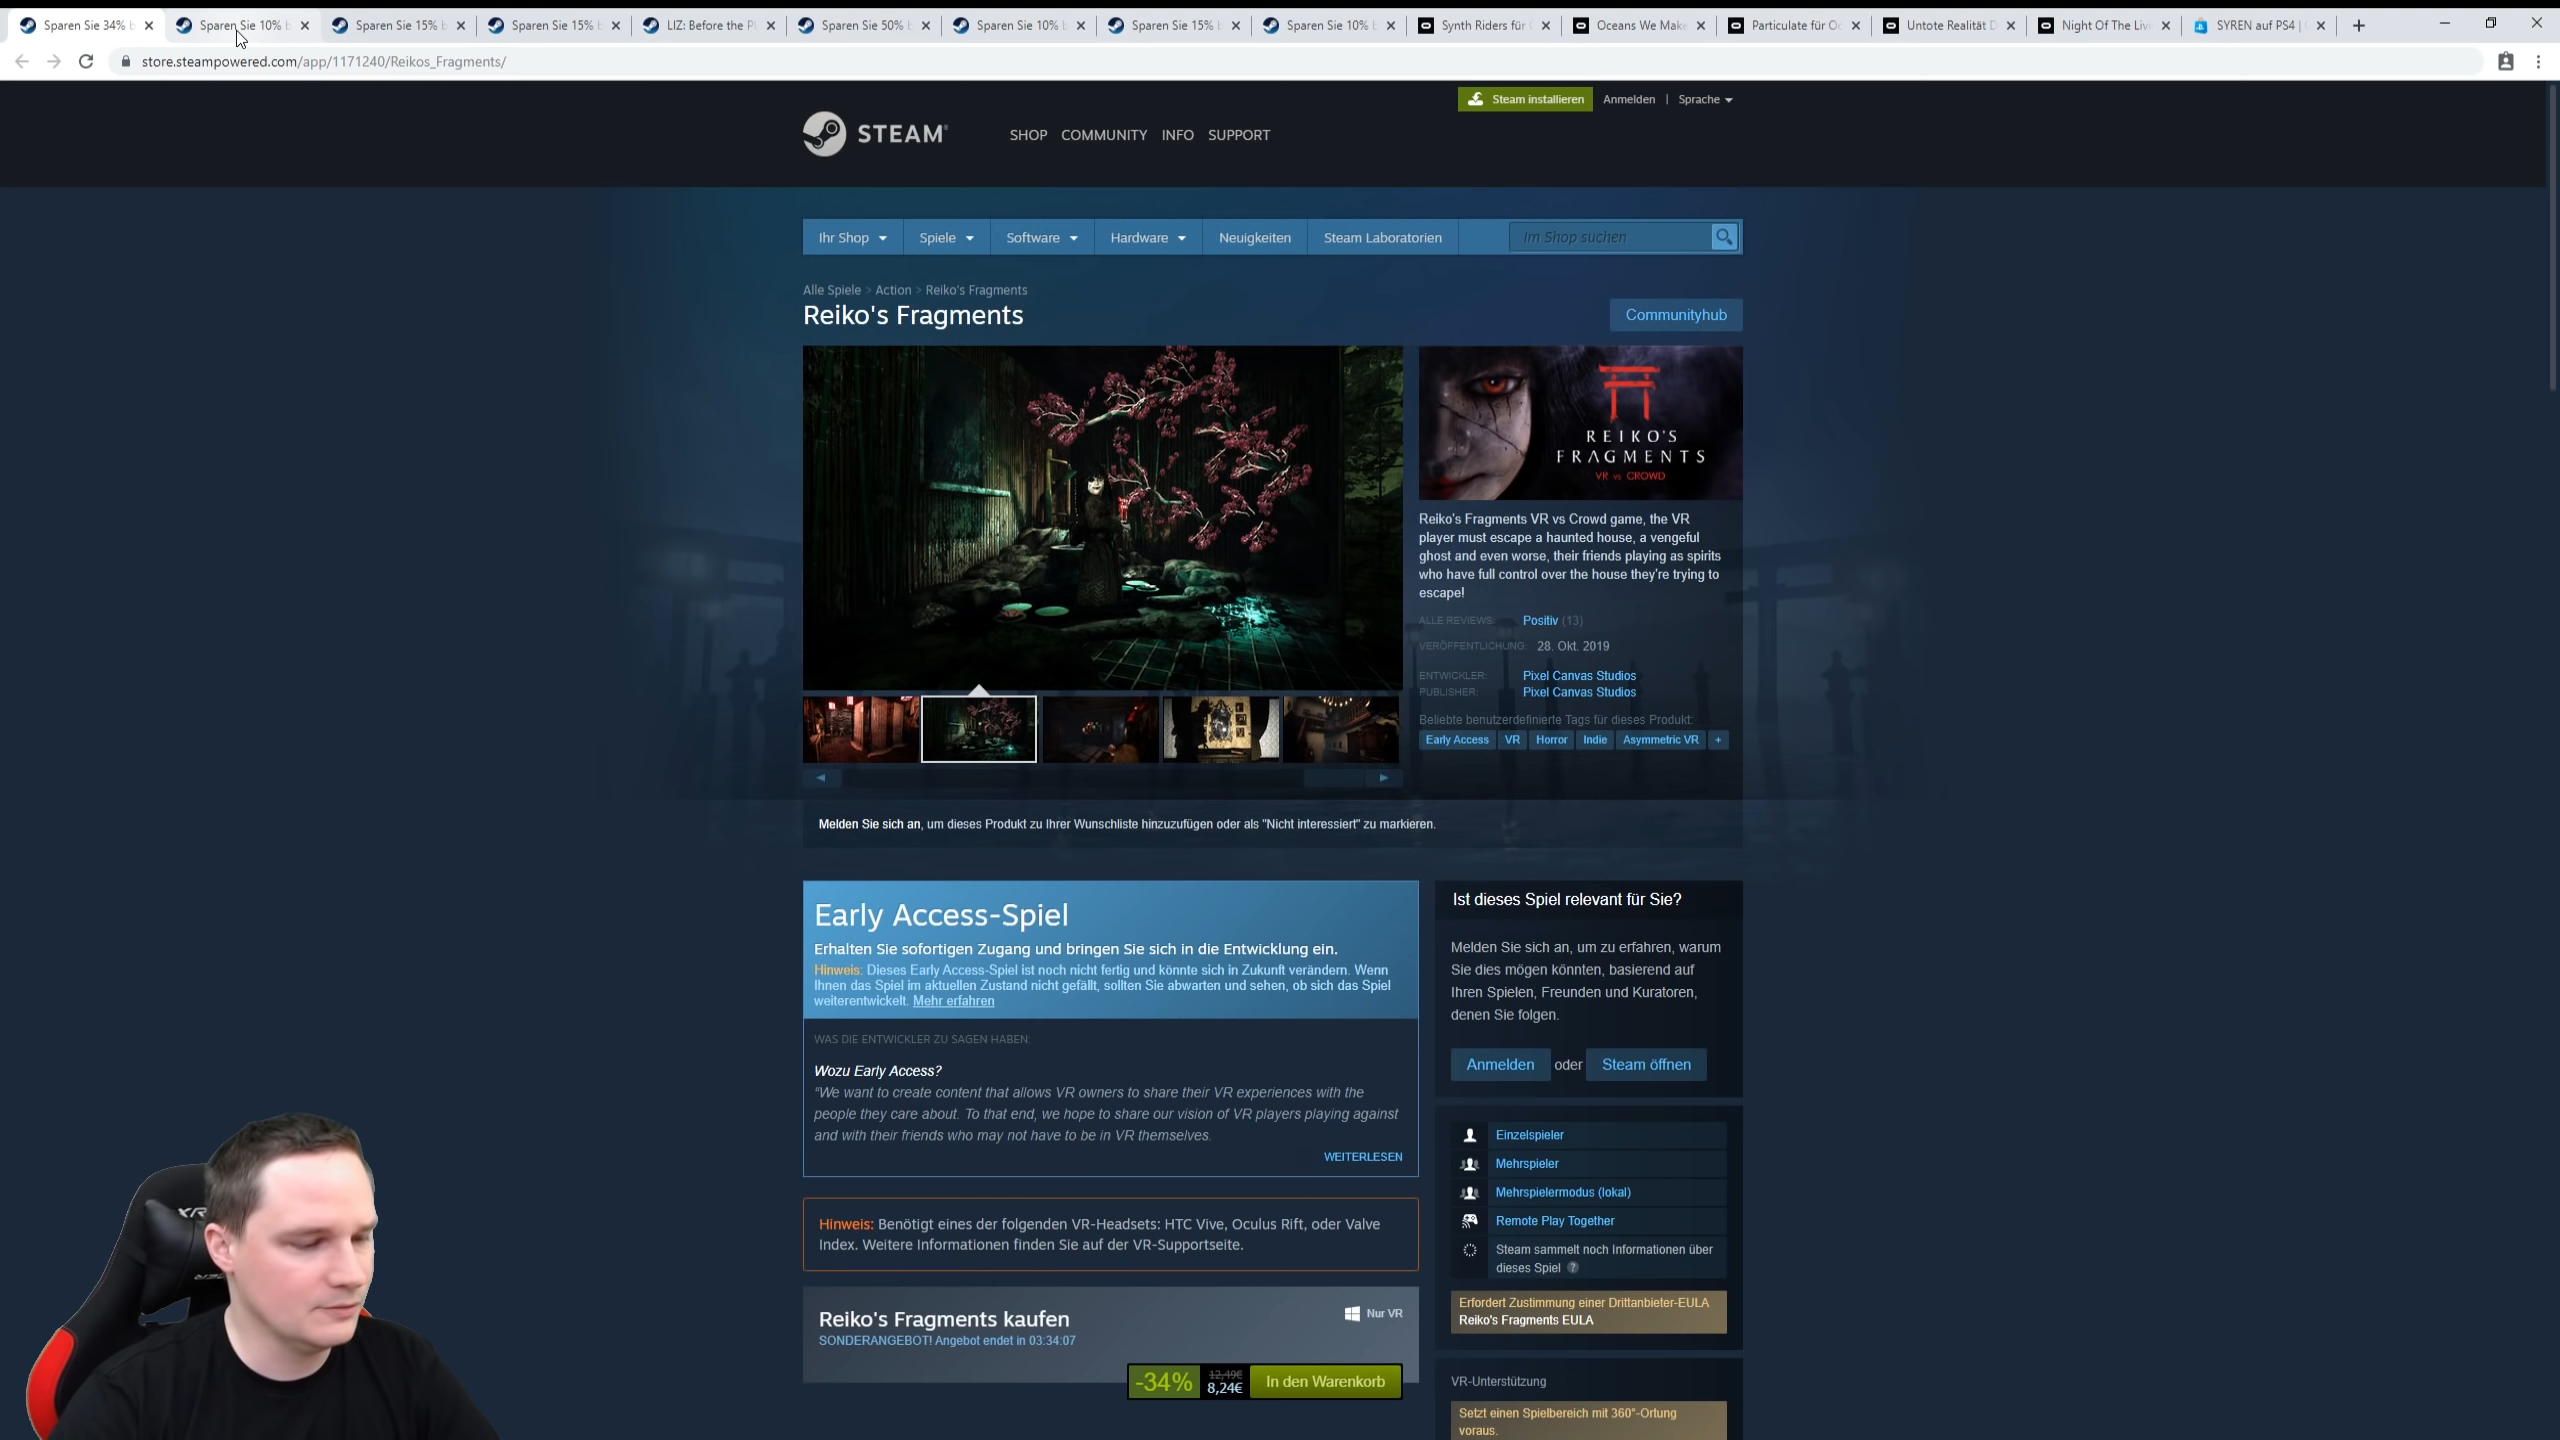 Sparen Sie 34% b
Sparen Sie 10% b
Sparen Sie 15% b
Sparen Sie 15% b
LIZ: Before the Pl
Sparen Sie 50% b
Sparen Sie 10% b
Sparen Sie 15% b
Sparen Sie 10% b
Synth Riders für
Oceans We Make
Particulate für Oc
Untote Realität D
Night Of The Livi
SYREN auf PS4 |
store.steampowered.com/app/1171240/Reikos_Fragments/
Steam installieren
Anmelden | Sprache
STEAM
SHOP COMMUNITY INFO SUPPORT
Ihr Shop Spiele Software Hardware Neuigkeiten Steam Laboratorien
Im Shop suchen
Alle Spiele > Action > Reiko's Fragments
Reiko's Fragments
Communityhub
REIKO'S
FRAGMENTS
VR vs CROWD
Reiko's Fragments VR vs Crowd game, the VR
player must escape a haunted house, a vengeful
ghost and even worse, their friends playing as spirits
who have full control over the house they're trying to
escape!
ALLE REVIEWS: Positiv (13)
VERÖFFENTLICHUNG: 28. Okt. 2019
ENTWICKLER: Pixel Canvas Studios
PUBLISHER: Pixel Canvas Studios
Beliebte benutzerdefinierte Tags für dieses Produkt:
Early Access VR Horror Indie Asymmetric VR +
Melden Sie sich an, um dieses Produkt zu Ihrer Wunschliste hinzuzufügen oder als "Nicht interessiert" zu markieren.
Early Access-Spiel
Erhalten Sie sofortigen Zugang und bringen Sie sich in die Entwicklung ein.
Hinweis: Dieses Early Access-Spiel ist noch nicht fertig und könnte sich in Zukunft verändern. Wenn
Ihnen das Spiel im aktuellen Zustand nicht gefällt, sollten Sie abwarten und sehen, ob sich das Spiel
weiterentwickelt. Mehr erfahren
WAS DIE ENTWICKLER ZU SAGEN HABEN:
Wozu Early Access?
“We want to create content that allows VR owners to share their VR experiences with the
people they care about. To that end, we hope to share our vision of VR players playing against
and with their friends who may not have to be in VR themselves.
WEITERLESEN
Hinweis: Benötigt eines der folgenden VR-Headsets: HTC Vive, Oculus Rift, oder Valve
Index. Weitere Informationen finden Sie auf der VR-Supportseite.
Reiko's Fragments kaufen
Nur VR
SONDERANGEBOT! Angebot endet in 03:34:07
-34%
12,49€
8,24€
In den Warenkorb
Ist dieses Spiel relevant für Sie?
Melden Sie sich an, um zu erfahren, warum
Sie dies mögen könnten, basierend auf
Ihren Spielen, Freunden und Kuratoren,
denen Sie folgen.
Anmelden oder Steam öffnen
Einzelspieler
Mehrspieler
Mehrspielermodus (lokal)
Remote Play Together
Steam sammelt noch Informationen über
dieses Spiel ?
Erfordert Zustimmung einer Drittanbieter-EULA
Reiko's Fragments EULA
VR-Unterstützung
Setzt einen Spielbereich mit 360°-Ortung
voraus.